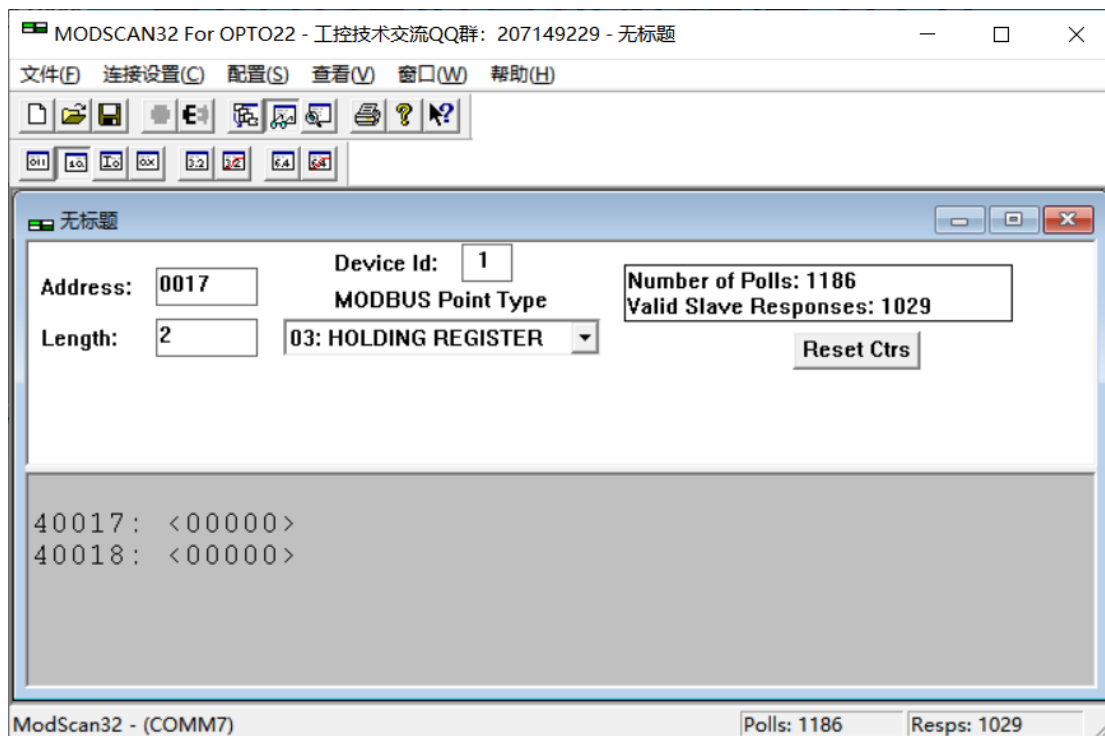 MODSCAN32 For OPTO22 - 工控技术交流QQ群：207149229 - 无标题
文件(F) 连接设置(C) 配置(S) 查看(V) 窗口(W) 帮助(H)
无标题
Address: 0017
Device Id: 1
MODBUS Point Type
Length: 2
03: HOLDING REGISTER
Number of Polls: 1186
Valid Slave Responses: 1029
Reset Ctrs
40017: <00000>
40018: <00000>
ModScan32 - (COMM7) Polls: 1186 Resps: 1029